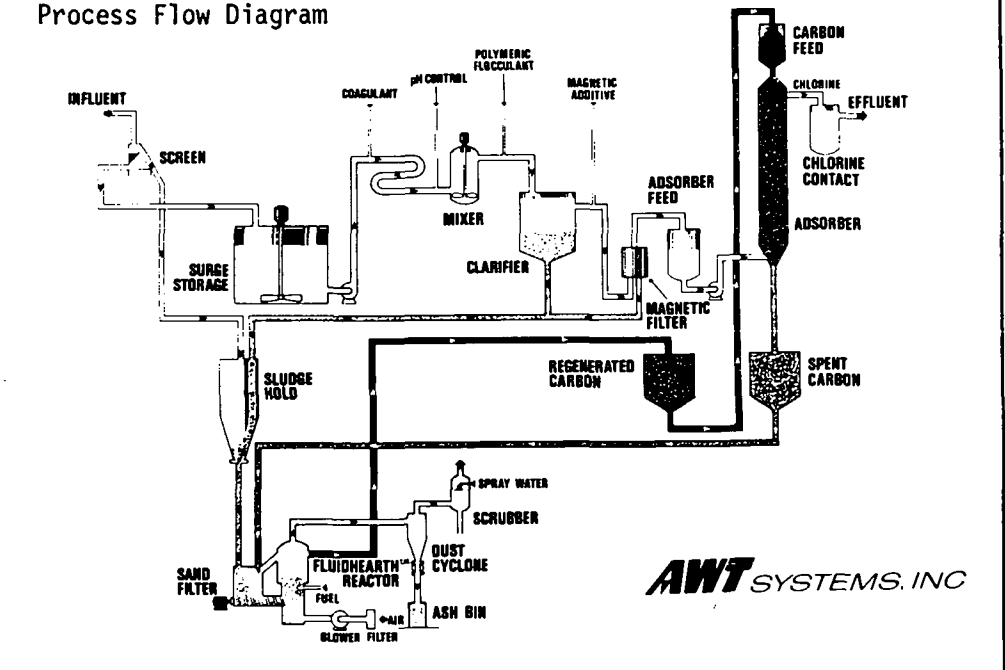 Process Flow Diagram
CARBON
FEED
POLYMERIC
FLOCCULANT
pH CONTROL
MAGNETIC
ADDITIVE
COAGULANT
CHLORINE
INFLUENT
EFFLUENT
SCREEN
CHLORINE
CONTACT
ADSORBER
FEED
MIXER
ADSORBER
CLARIFIER
SURGE
STORAGE
MAGNETIC
FILTER
REGENERATED
CARBON
SPENT
CARBON
SLUDGE
HOLD
SPRAY WATER
SCRUBBER
DUST
CYCLONE
FLUIDHEARTH™
REACTOR
SAND
FILTER
FUEL
AIR
ASH BIN
BLOWER FILTER
AWT SYSTEMS, INC